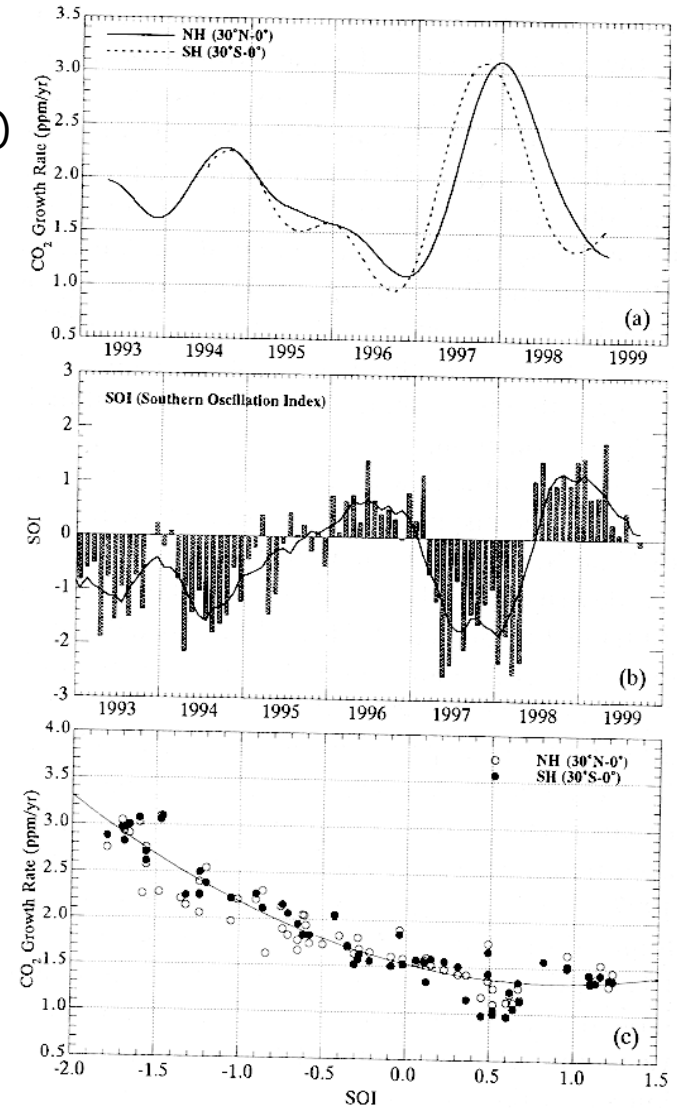 )
3.5
3.0
2.5
2.0
1.5
1.0
0.5
CO2 Growth Rate (ppm/yr)
NH (30°N-0°)
SH (30°S-0°)
(a)
1993 1994 1995 1996 1997 1998 1999
3
2
1
0
-1
-2
-3
SOI
SOI (Southern Oscillation Index)
(b)
1993 1994 1995 1996 1997 1998 1999
4.0
3.5
3.0
2.5
2.0
1.5
1.0
0.5
CO2 Growth Rate (ppm/yr)
NH (30°N-0°)
SH (30°S-0°)
(c)
-2.0 -1.5 -1.0 -0.5 0.0 0.5 1.0 1.5
SOI